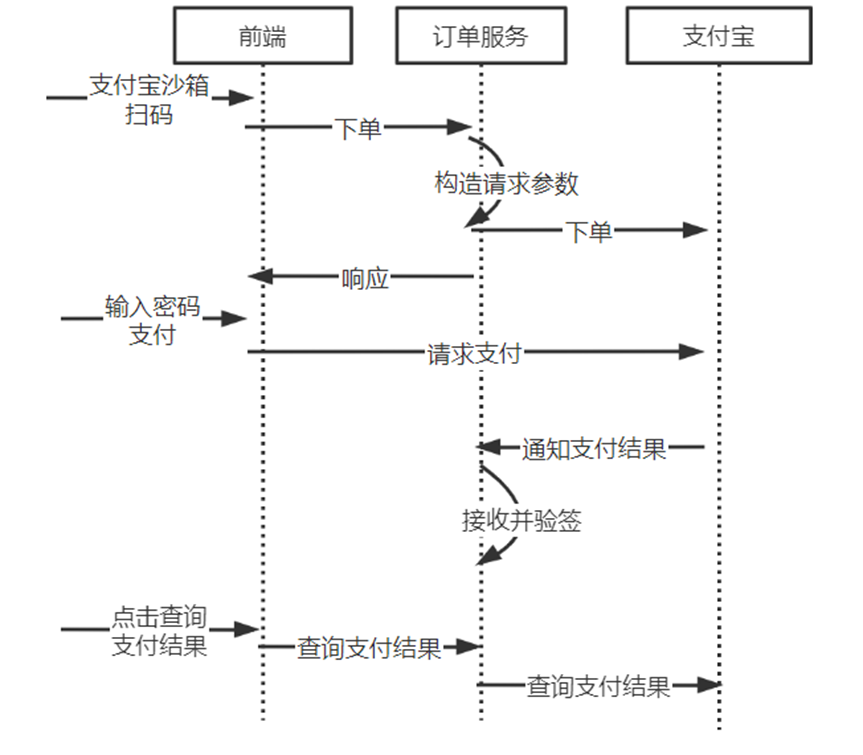 前端
订单服务
支付宝
支付宝沙箱
扫码
下单
构造请求参数
下单
响应
输入密码
支付
请求支付
通知支付结果
接收并验签
点击查询
支付结果
查询支付结果
查询支付结果